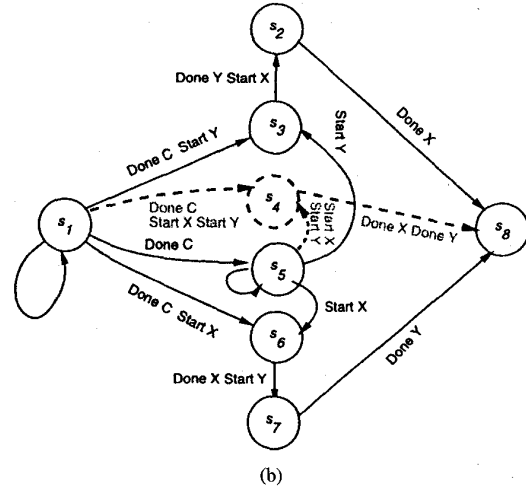 s2
Done Y Start X
Done X
s3
Start Y
Done C Start Y
s4
Done C
Start X Start Y
Start X
Start Y
Done X Done Y
s8
s1
Done C
s5
Start X
Done C Start X
s6
Done X Start Y
Done Y
s7
(b)